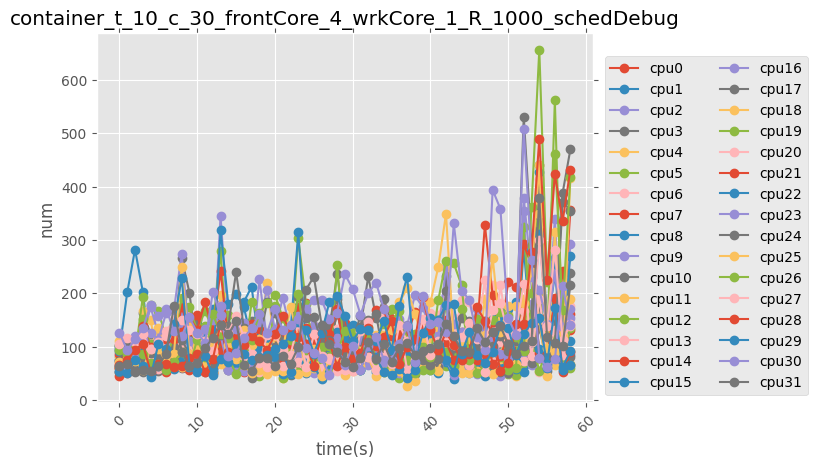 container_t_10_c_30_frontCore_4_wrkCore_1_R_1000_schedDebug
600
500
400
300
200
100
0
num
0
10
20
30
40
50
60
time(s)
cpu0
cpu1
cpu2
cpu3
cpu4
cpu5
cpu6
cpu7
cpu8
cpu9
cpu10
cpu11
cpu12
cpu13
cpu14
cpu15
cpu16
cpu17
cpu18
cpu19
cpu20
cpu21
cpu22
cpu23
cpu24
cpu25
cpu26
cpu27
cpu28
cpu29
cpu30
cpu31